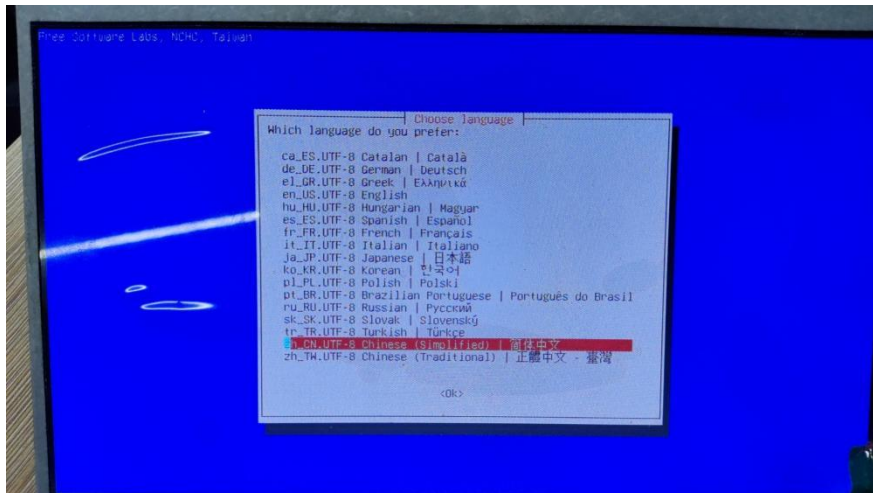 Free Software Labs, NCHC, Taiwan
Choose language
Which language do you prefer:
ca_ES.UTF-8 Catalan | Català
de_DE.UTF-8 German | Deutsch
el_GR.UTF-8 Greek | Ελληνικά
en_US.UTF-8 English
hu_HU.UTF-8 Hungarian | Magyar
es_ES.UTF-8 Spanish | Español
fr_FR.UTF-8 French | Français
it_IT.UTF-8 Italian | Italiano
ja_JP.UTF-8 Japanese | 日本語
ko_KR.UTF-8 Korean | 한국어
pl_PL.UTF-8 Polish | Polski
pt_BR.UTF-8 Brazilian Portuguese | Português do Brasil
ru_RU.UTF-8 Russian | Русский
sk_SK.UTF-8 Slovak | Slovenský
tr_TR.UTF-8 Turkish | Türkçe
zh_CN.UTF-8 Chinese (Simplified) | 简体中文
zh_TW.UTF-8 Chinese (Traditional) | 正體中文 - 臺灣
<Ok>